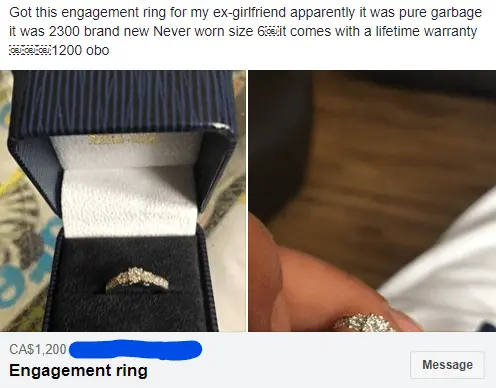 Got this engagement ring for my ex-girlfriend apparently it was pure garbage
it was 2300 brand new Never worn size 6￼it comes with a lifetime warranty
￼￼￼1200 obo
CA$1,200
Engagement ring
Message